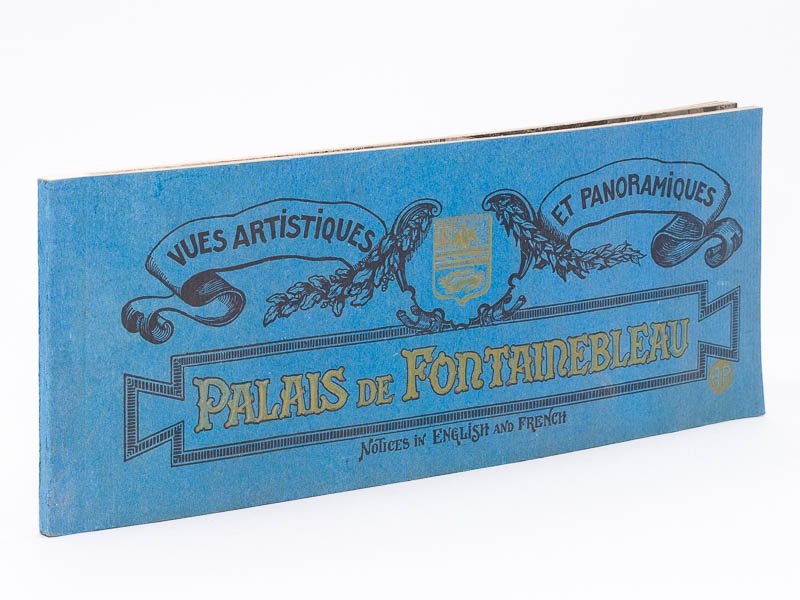 VUES ARTISTIQUES
ET PANORAMIQUES
PALAIS DE FONTAINEBLEAU
NOTICES IN ENGLISH AND FRENCH